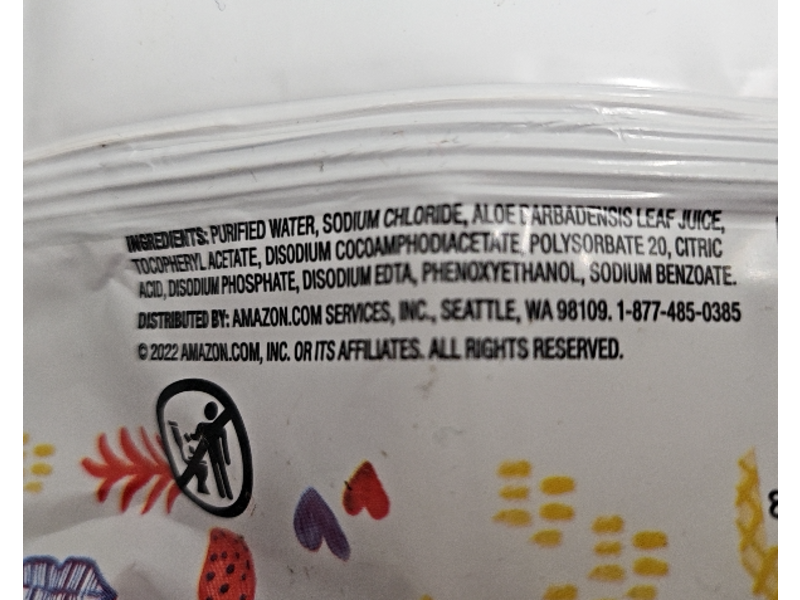 INGREDIENTS: PURIFIED WATER, SODIUM CHLORIDE, ALOE BARBADENSIS LEAF JUICE,
TOCOPHERYL ACETATE, DISODIUM COCOAMPHODIACETATE, POLYSORBATE 20, CITRIC
ACID, DISODIUM PHOSPHATE, DISODIUM EDTA, PHENOXYETHANOL, SODIUM BENZOATE.
DISTRIBUTED BY: AMAZON.COM SERVICES, INC., SEATTLE, WA 98109. 1-877-485-0385
© 2022 AMAZON.COM, INC. OR ITS AFFILIATES. ALL RIGHTS RESERVED.